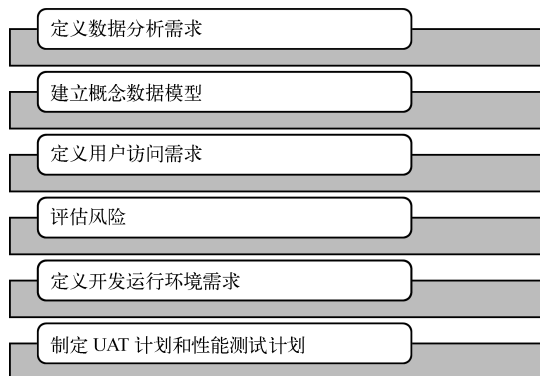 定义数据分析需求
建立概念数据模型
定义用户访问需求
评估风险
定义开发运行环境需求
制定 UAT 计划和性能测试计划